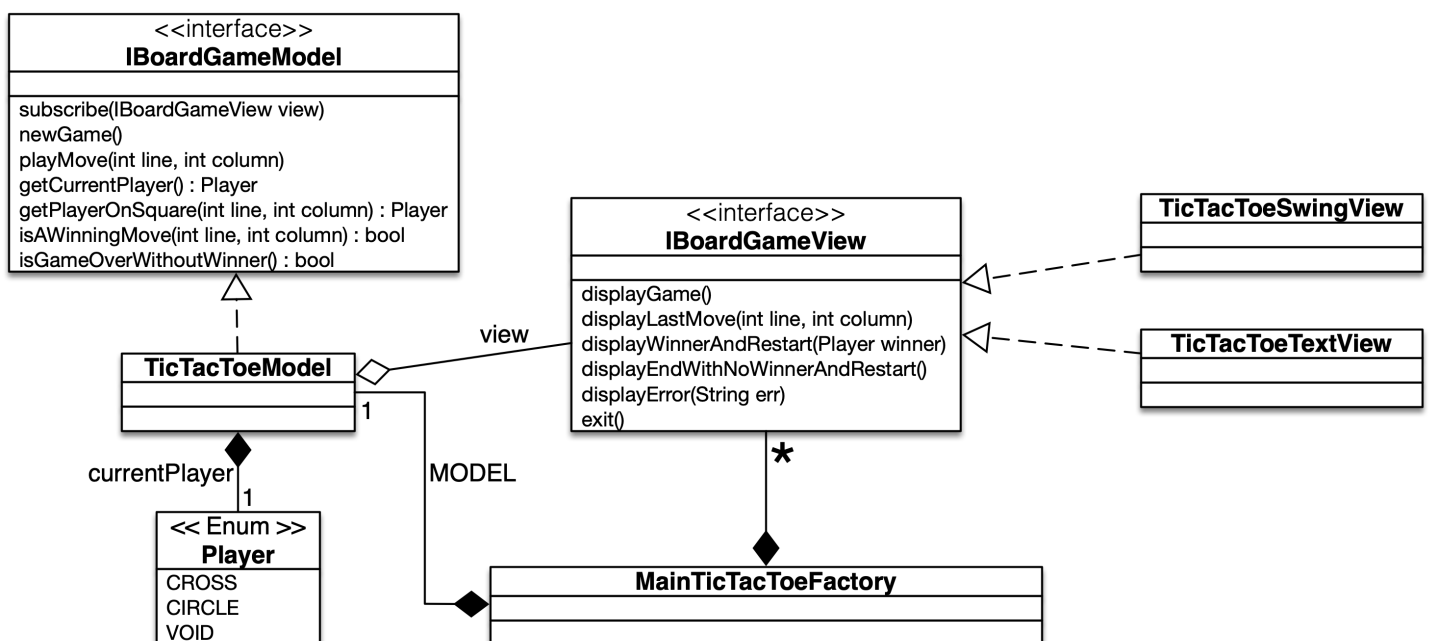 <<interface>>
IBoardGameModel
subscribe(IBoardGameView view)
newGame()
playMove(int line, int column)
getCurrentPlayer() : Player
getPlayerOnSquare(int line, int column) : Player
isAWinningMove(int line, int column) : bool
isGameOverWithoutWinner() : bool
<<interface>>
IBoardGameView
displayGame()
displayLastMove(int line, int column)
displayWinnerAndRestart(Player winner)
displayEndWithNoWinnerAndRestart()
displayError(String err)
exit()
TicTacToeSwingView
TicTacToeTextView
view
TicTacToeModel
1
currentPlayer
1
MODEL
*
<< Enum >>
Player
CROSS
CIRCLE
VOID
MainTicTacToeFactory